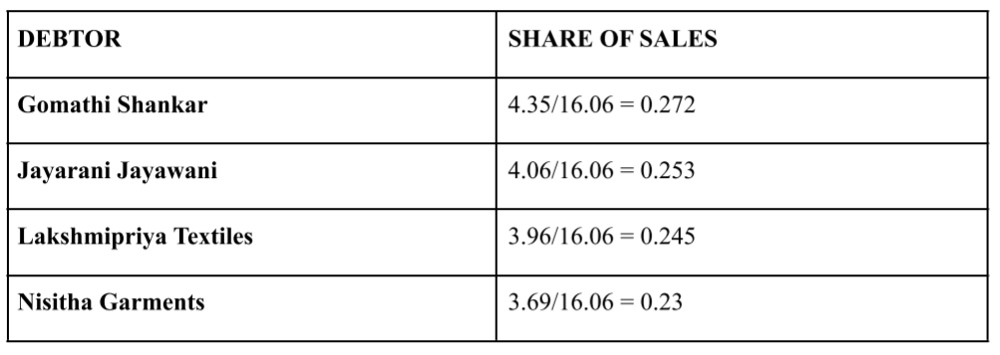 DEBTOR SHARE OF SALES
Gomathi Shankar 4.35/16.06 = 0.272
Jayarani Jayawani 4.06/16.06 = 0.253
Lakshmipriya Textiles 3.96/16.06 = 0.245
Nisitha Garments 3.69/16.06 = 0.23